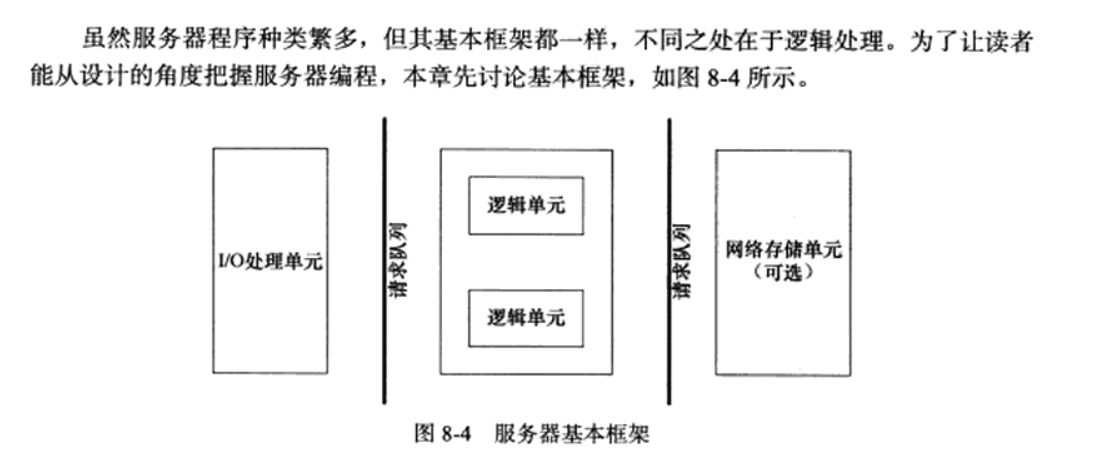 虽然服务器程序种类繁多，但其基本框架都一样，不同之处在于逻辑处理。为了让读者
能从设计的角度把握服务器编程，本章先讨论基本框架，如图 8-4 所示。
I/O处理单元
请求队列
逻辑单元
逻辑单元
请求队列
网络存储单元
（可选）
图 8-4 服务器基本框架